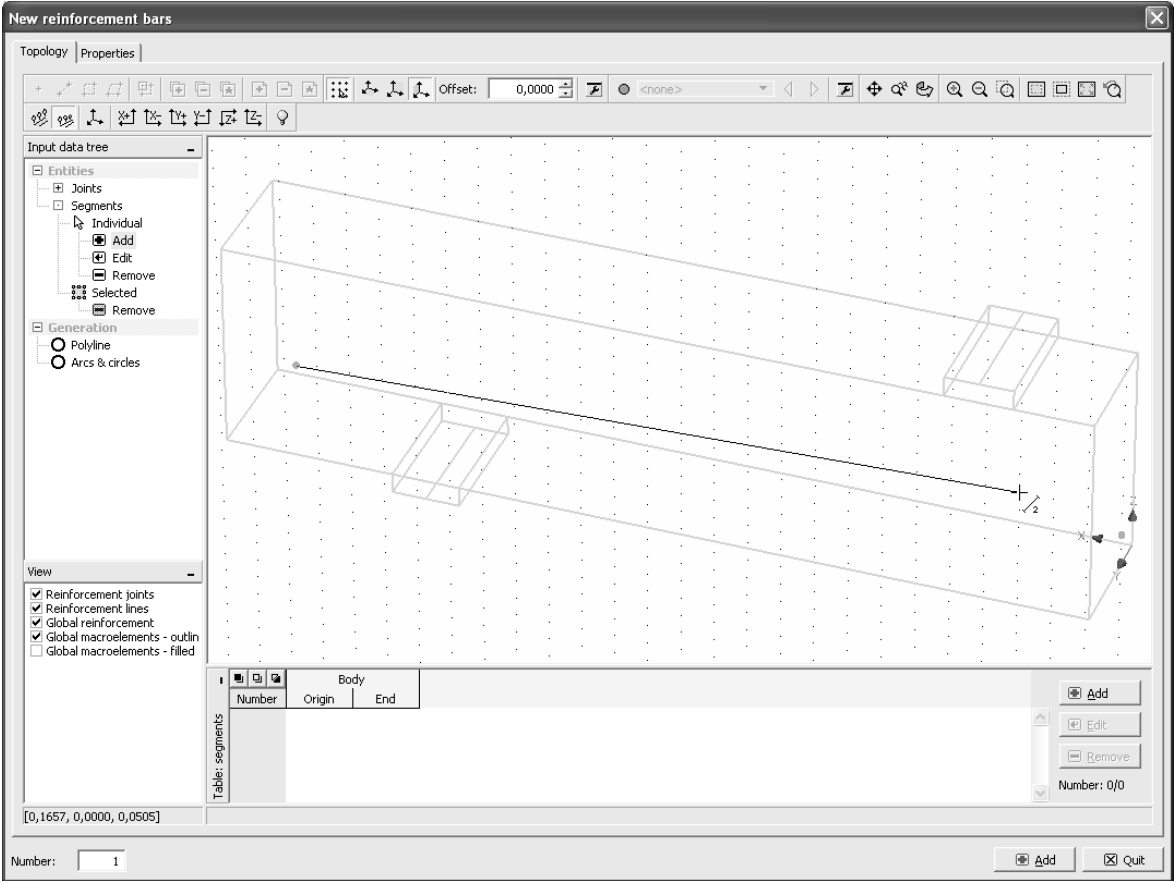 New reinforcement bars
Topology
Properties
Offset:
0,0000
<none>
X+1 X- Y+ Y-1 Z+ Z-
Input data tree
Entities
Joints
Segments
Individual
Add
Edit
Remove
Selected
Remove
Generation
Polyline
Arcs & circles
2
Z
X
Y
View
Reinforcement joints
Reinforcement lines
Global reinforcement
Global macroelements - outlin
Global macroelements - filled
Table: segments
Body
Number
Origin
End
Add
Edit
Remove
Number: 0/0
[0,1657, 0,0000, 0,0505]
Number:
1
Add
Quit